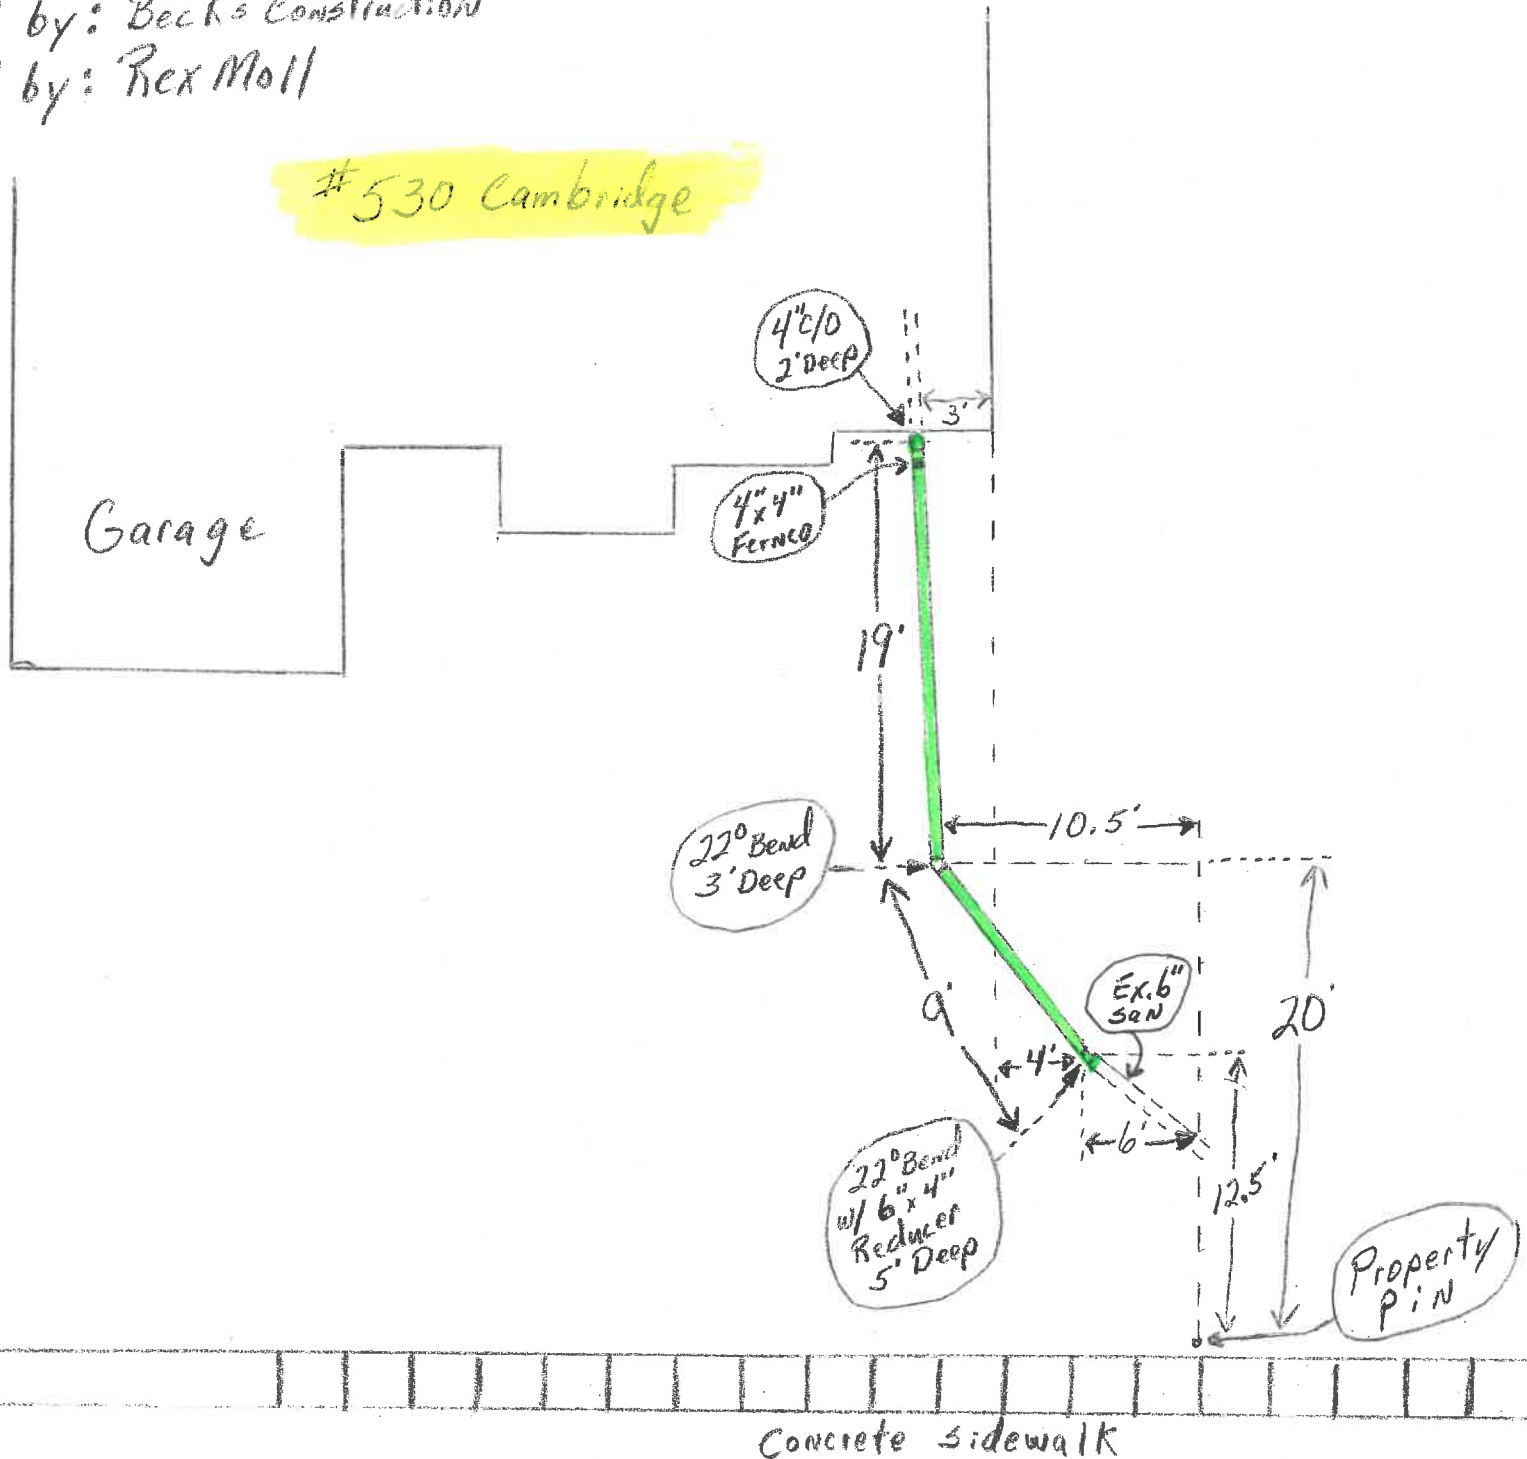 by: Becks Construction
by: Rex Moll
#530 Cambridge
4" c/o
2' Deep
3'
Garage
4"x4"
Fernco
19'
10.5'
22° Bend
3' Deep
9'
Ex. 6"
San
20'
4'
6'
12.5'
22° Bend
w/ 6"x4"
Reducer
5' Deep
Property
Pin
Concrete Sidewalk